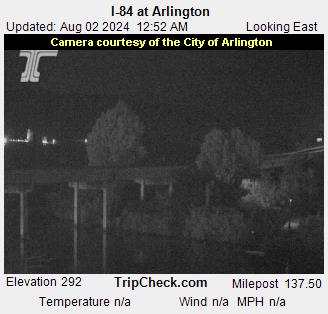 I-84 at Arlington
Updated: Aug 02 2024 12:52 AM Looking East
Camera courtesy of the City of Arlington
Elevation 292 TripCheck.com Milepost 137.50
Temperature n/a Wind n/a MPH n/a